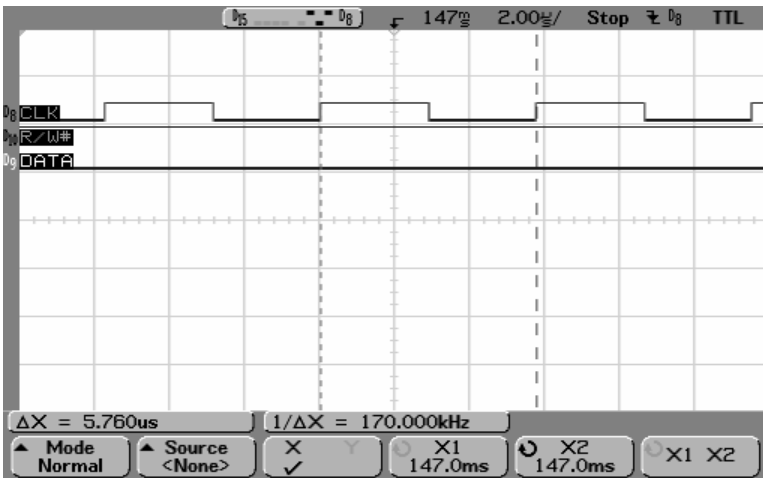 D15 D8 147ms 2.00us/ Stop D8 TTL
D8 CLK
D10 R/W#
D9 DATA
ΔX = 5.760us 1/ΔX = 170.000kHz
Mode Normal
Source <None>
X Y
X1 147.0ms
X2 147.0ms
X1 X2